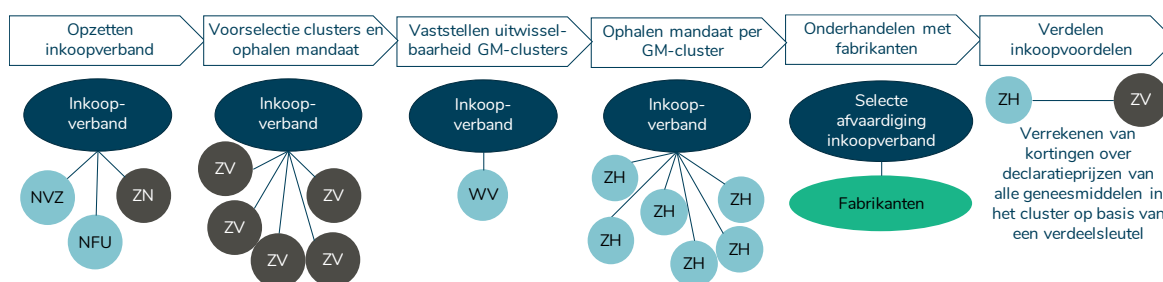 Opzetten
inkoopverband
Voorselectie clusters en
ophalen mandaat
Vaststellen uitwissel-
baarheid GM-clusters
Ophalen mandaat per
GM-cluster
Onderhandelen met
fabrikanten
Verdelen
inkoopvoordelen
Inkoop-
verband
NVZ
NFU
ZN
Inkoop-
verband
ZV
ZV
ZV
ZV
ZV
Inkoop-
verband
WV
Inkoop-
verband
ZH
ZH
ZH
ZH
ZH
ZH
Selecte
afvaardiging
inkoopverband
Fabrikanten
ZH
ZV
Verrekenen van
kortingen over
declaratieprijzen van
alle geneesmiddelen in
het cluster op basis van
een verdeelsleutel